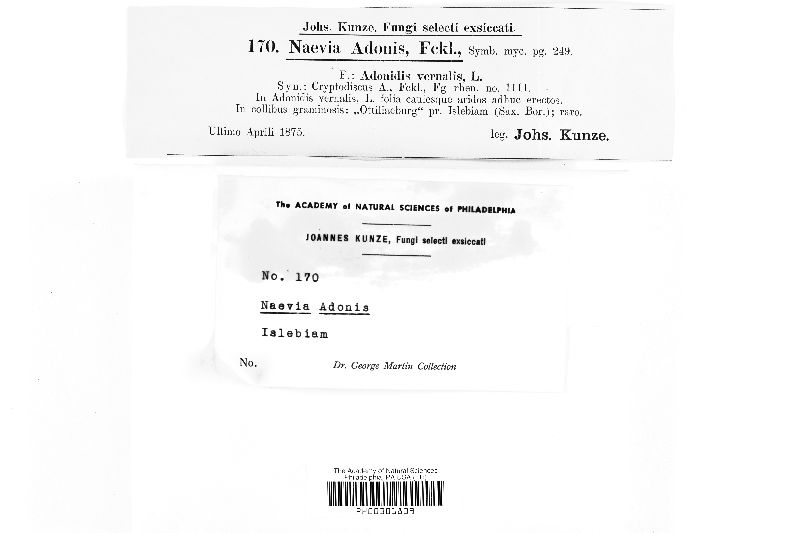 Johs. Kunze, Fungi selecti exsiccati.
170. Naevia Adonis, Fckl., Symb. myc. pg. 249.
F.: Adonidis vernalis, L.
Syn.: Cryptodiscus A., Fckl., Fg. rhen. no. 1111.
In Adonidis vernalis, L. folia caulesque aridos adhuc erectos.
In collibus graminosis: „Ottilineburg“ pr. Islebiam (Sax. Bor.); raro.
Ultimo Aprili 1875. leg. Johs. Kunze.
The ACADEMY of NATURAL SCIENCES of PHILADELPHIA
JOANNES KUNZE, Fungi selecti exsiccati
No. 170
Naevia Adonis
Islebiam
No. Dr. George Martin Collection
The Academy of Natural Sciences
Philadelphia, PA USA